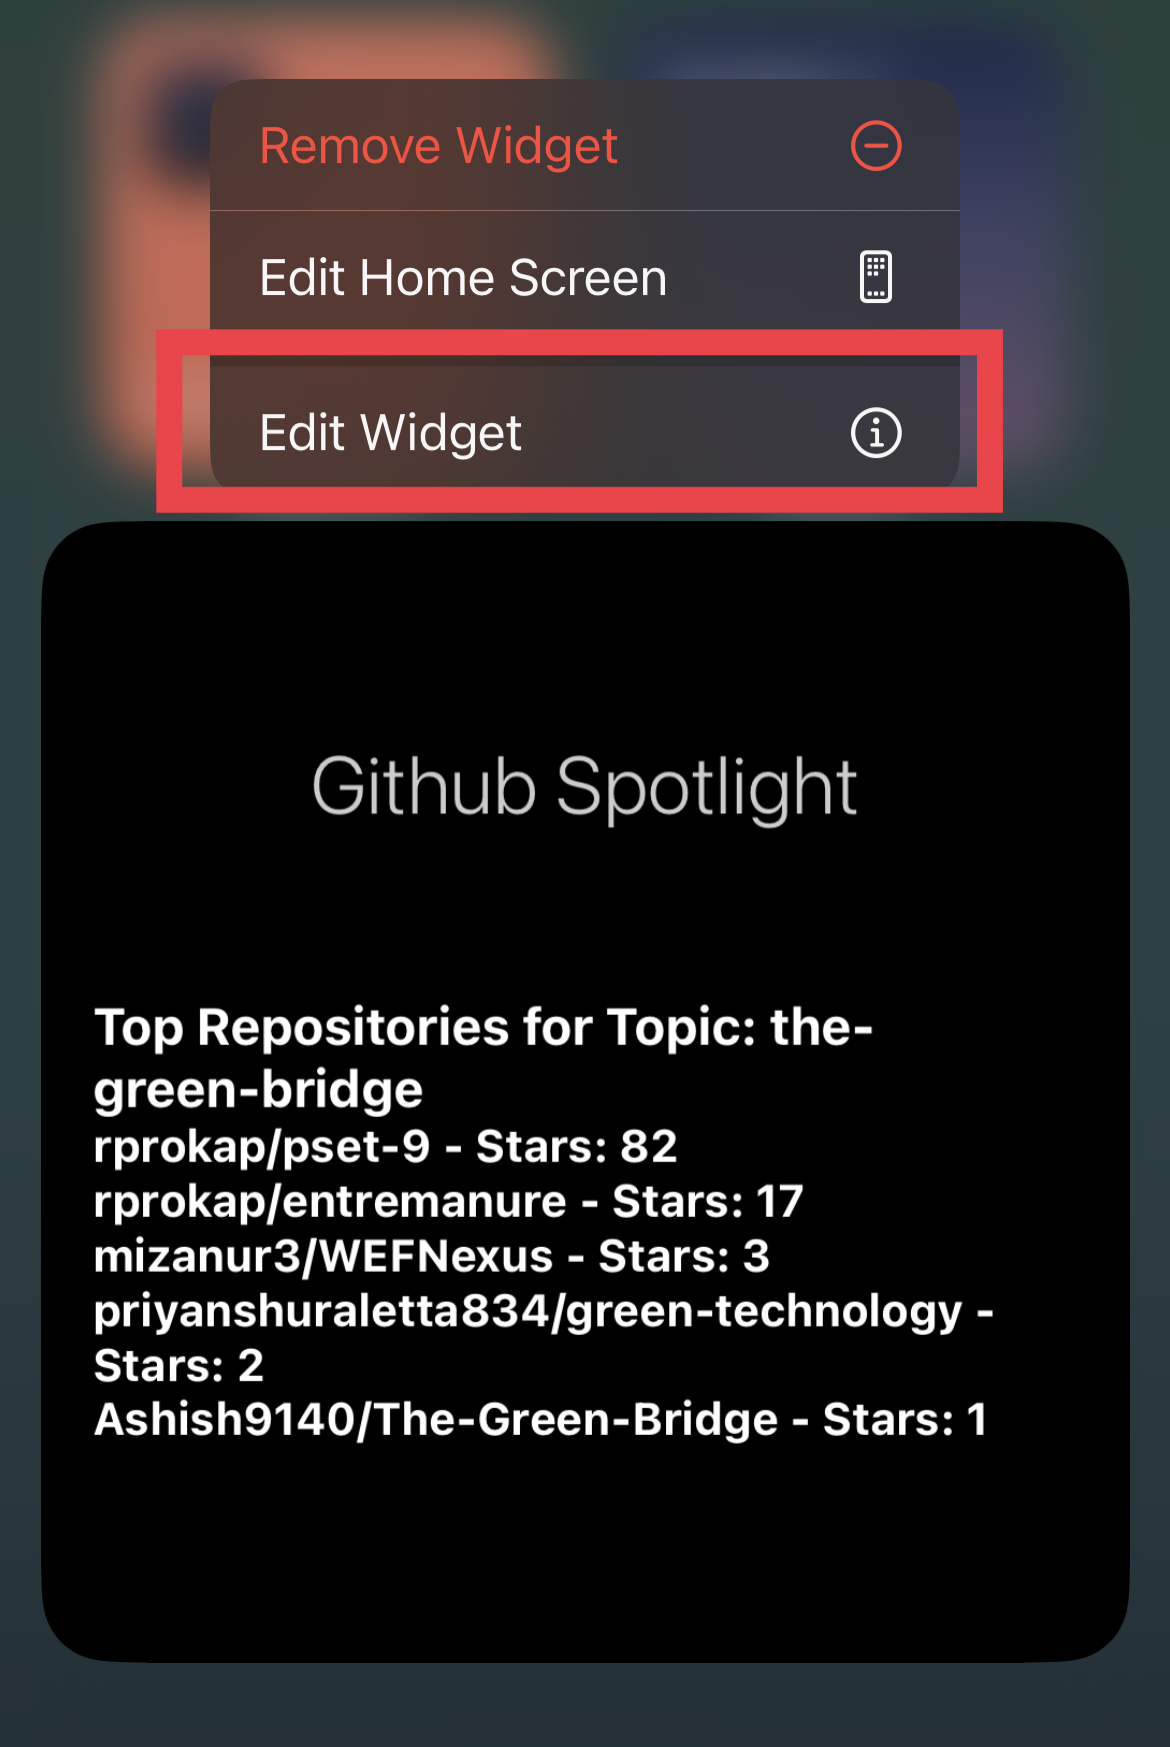 Remove Widget
Edit Home Screen
Edit Widget
Github Spotlight
Top Repositories for Topic: the-
green-bridge
rprokap/pset-9 - Stars: 82
rprokap/entremanure - Stars: 17
mizanur3/WEFNexus - Stars: 3
priyanshuraletta834/green-technology -
Stars: 2
Ashish9140/The-Green-Bridge - Stars: 1